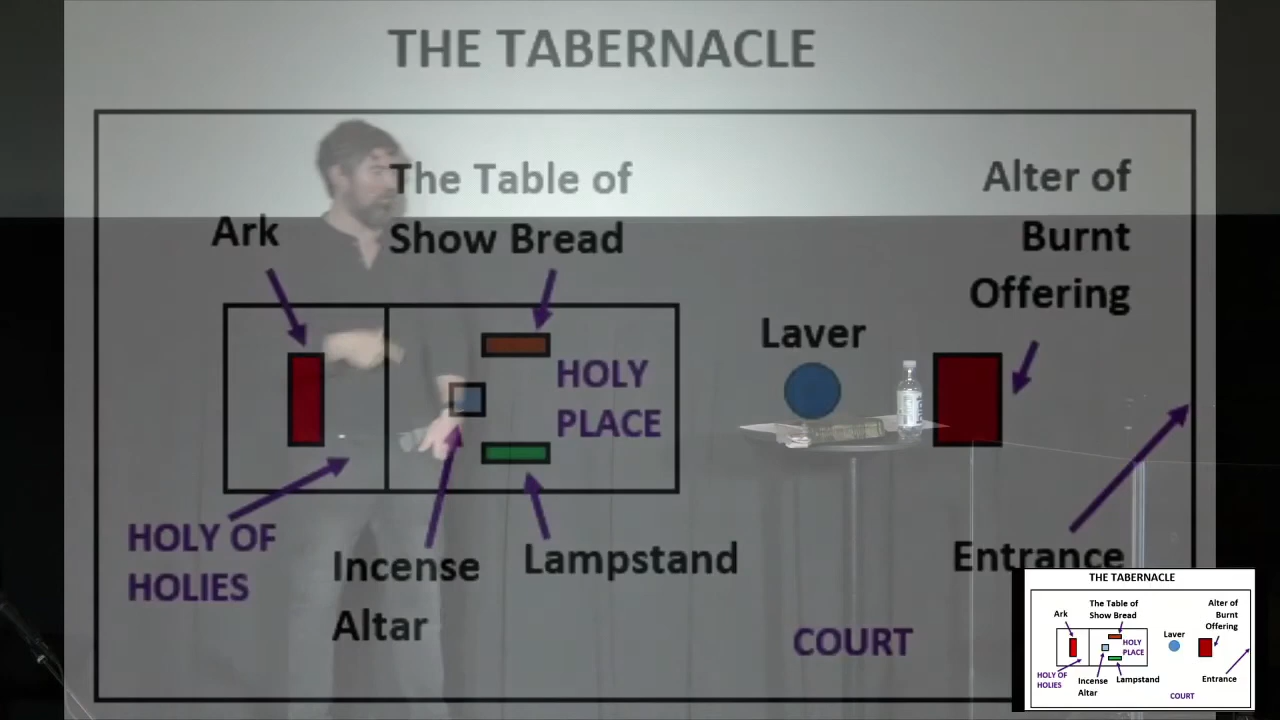 THE TABERNACLE
The Table of
Show Bread
Ark
Alter of
Burnt
Offering
Laver
HOLY
PLACE
HOLY OF
HOLIES
Incense
Altar
Lampstand
Entrance
COURT
THE TABERNACLE
The Table of
Show Bread
Ark
Alter of
Burnt
Offering
Laver
HOLY
PLACE
HOLY OF
HOLIES
Incense
Altar
Lampstand
Entrance
COURT